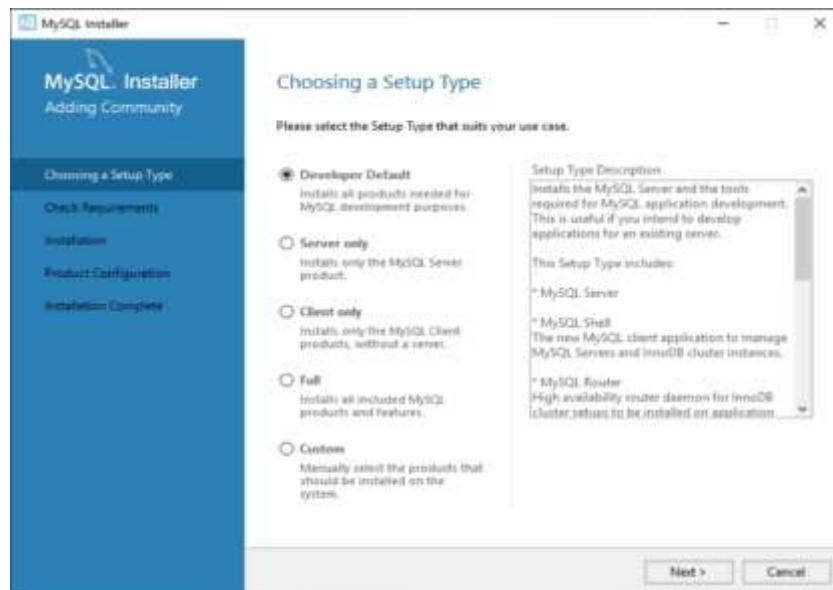 MySQL Installer
MySQL. Installer
Adding Community
Choosing a Setup Type
Check Requirements
Installation
Product Configuration
Installation Complete
Choosing a Setup Type
Please select the Setup Type that suits your use case.
Developer Default
Installs all products needed for
MySQL development purposes.
Server only
Installs only the MySQL Server
product.
Client only
Installs only the MySQL Client
products, without a server.
Full
Installs all included MySQL
products and features.
Custom
Manually select the products that
should be installed on the
system.
Setup Type Description
Installs the MySQL Server and the tools
required for MySQL application development.
This is useful if you intend to develop
applications for an existing server.
This Setup Type includes:
* MySQL Server
* MySQL Shell
The new MySQL client application to manage
MySQL Servers and InnoDB cluster instances.
* MySQL Router
High availability router daemon for InnoDB
cluster setups to be installed on application
Next >
Cancel